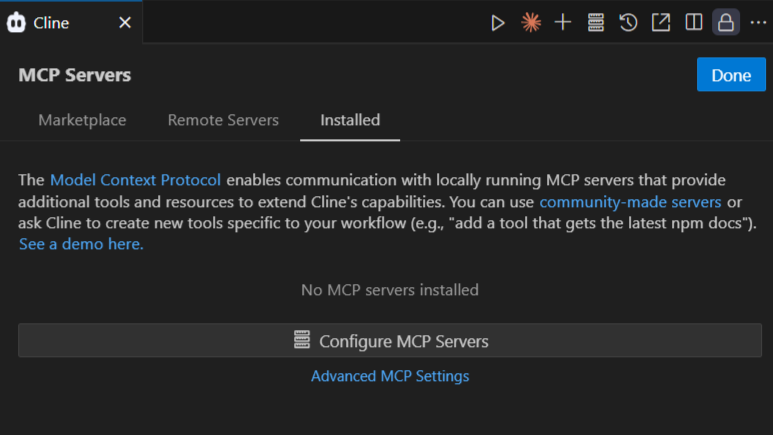 Cline
MCP Servers
Done
Marketplace
Remote Servers
Installed
The Model Context Protocol enables communication with locally running MCP servers that provide
additional tools and resources to extend Cline's capabilities. You can use community-made servers or
ask Cline to create new tools specific to your workflow (e.g., "add a tool that gets the latest npm docs").
See a demo here.
No MCP servers installed
Configure MCP Servers
Advanced MCP Settings